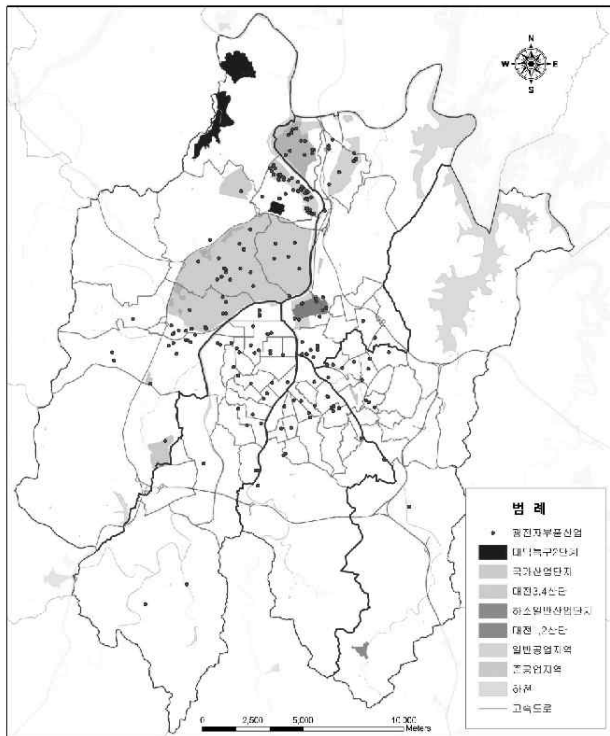 N
W E
S
범 례
광전자부품산업
대덕특구2단계
국가산업단지
대전3,4산단
하소일반산업단지
대전1,2산단
일반공업지역
준공업지역
하천
고속도로
0 2,500 5,000 10,000
Meters